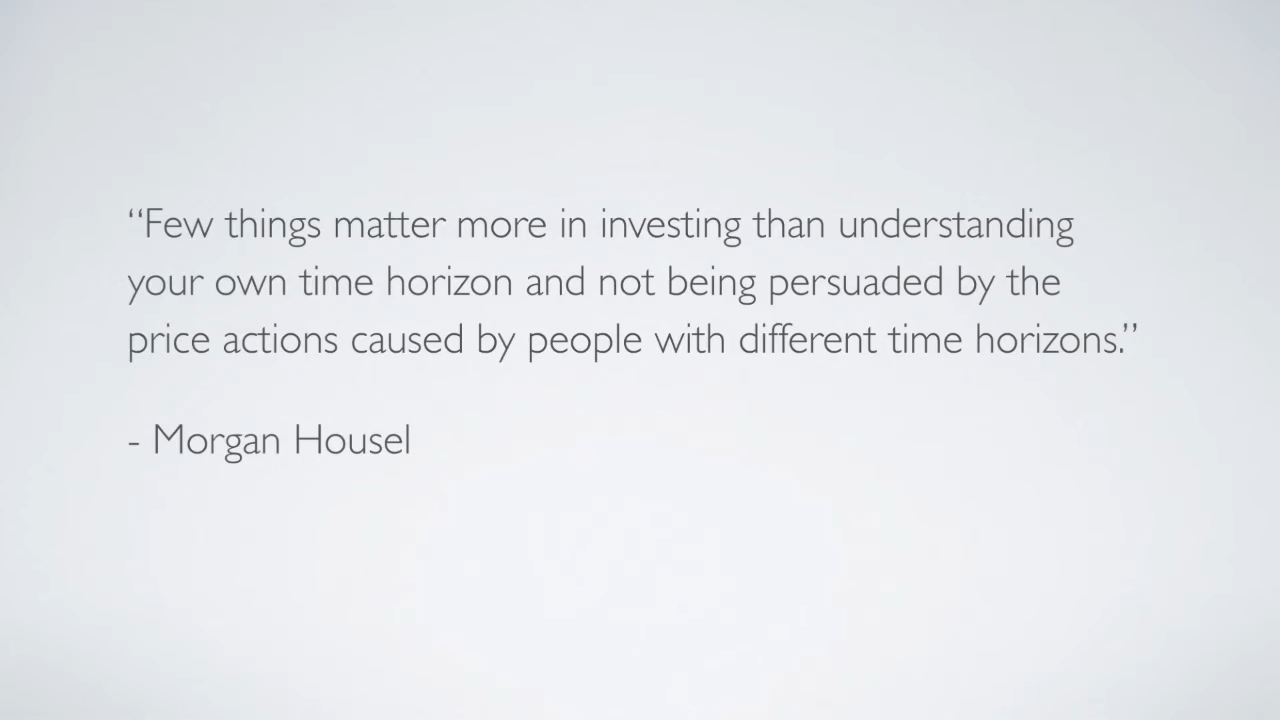 “Few things matter more in investing than understanding
your own time horizon and not being persuaded by the
price actions caused by people with different time horizons.”
- Morgan Housel